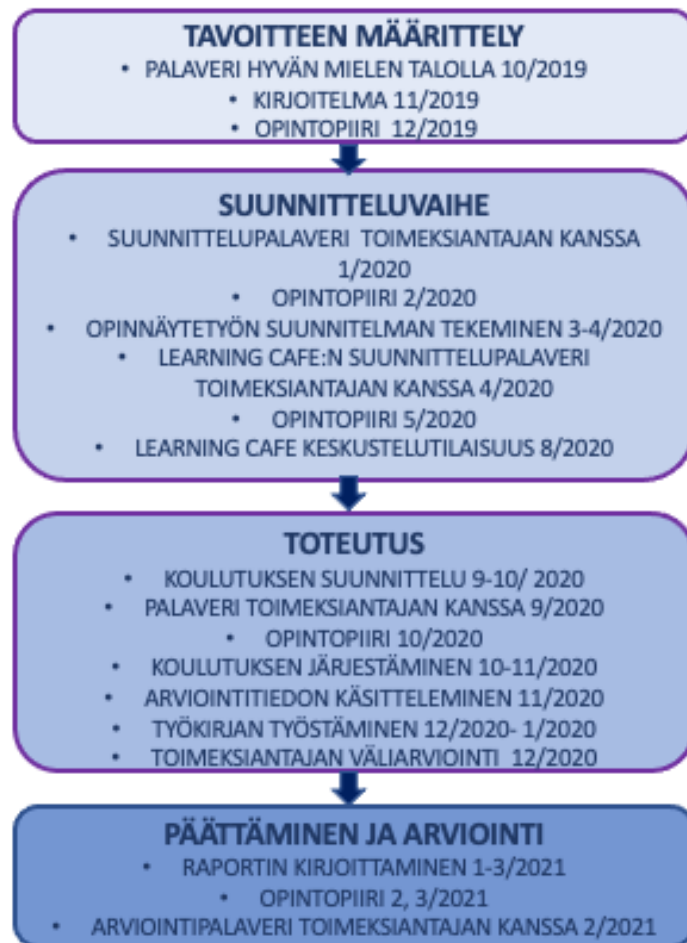 TAVOITTEEN MÄÄRITTELY
• PALAVERI HYVÄN MIELEN TALOLLA 10/2019
• KIRJOITELMA 11/2019
• OPINTOPIIRI 12/2019
SUUNNITTELUVAIHE
• SUUNNITTELUPALAVERI TOIMEKSIANTAJAN KANSSA
1/2020
• OPINTOPIIRI 2/2020
• OPINNÄYTETYÖN SUUNNITELMAN TEKEMINEN 3-4/2020
• LEARNING CAFE:N SUUNNITTELUPALAVERI
TOIMEKSIANTAJAN KANSSA 4/2020
• OPINTOPIIRI 5/2020
• LEARNING CAFE KESKUSTELUTILAISUUS 8/2020
TOTEUTUS
• KOULUTUKSEN SUUNNITTELU 9-10/ 2020
• PALAVERI TOIMEKSIANTAJAN KANSSA 9/2020
• OPINTOPIIRI 10/2020
• KOULUTUKSEN JÄRJESTÄMINEN 10-11/2020
• ARVIOINTITIEDON KÄSITTELEMINEN 11/2020
• TYÖKIRJAN TYÖSTÄMINEN 12/2020- 1/2020
• TOIMEKSIANTAJAN VÄLIARVIOINTI 12/2020
PÄÄTTÄMINEN JA ARVIOINTI
• RAPORTIN KIRJOITTAMINEN 1-3/2021
• OPINTOPIIRI 2, 3/2021
• ARVIOINTIPALAVERI TOIMEKSIANTAJAN KANSSA 2/2021